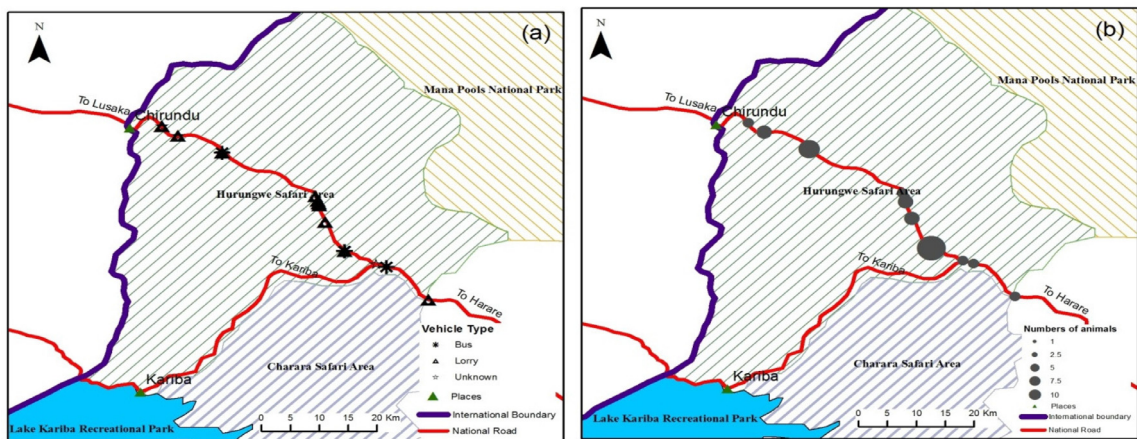 N
(a)
Mana Pools National Park
To Lusaka
Chirundu
Hurungwe Safari Area
To Kariba
To Harare
Charara Safari Area
Kariba
Lake Kariba Recreational Park
0 5 10 20 Km
Vehicle Type
Bus
Lorry
Unknown
Places
International Boundary
National Road
N
(b)
Mana Pools National Park
To Lusaka
Chirundu
Hurungwe Safari Area
To Kariba
To Harare
Charara Safari Area
Kariba
Lake Kariba Recreational Park
0 5 10 20 Km
Numbers of animals
1
2.5
5
7.5
10
Places
International boundary
National Road